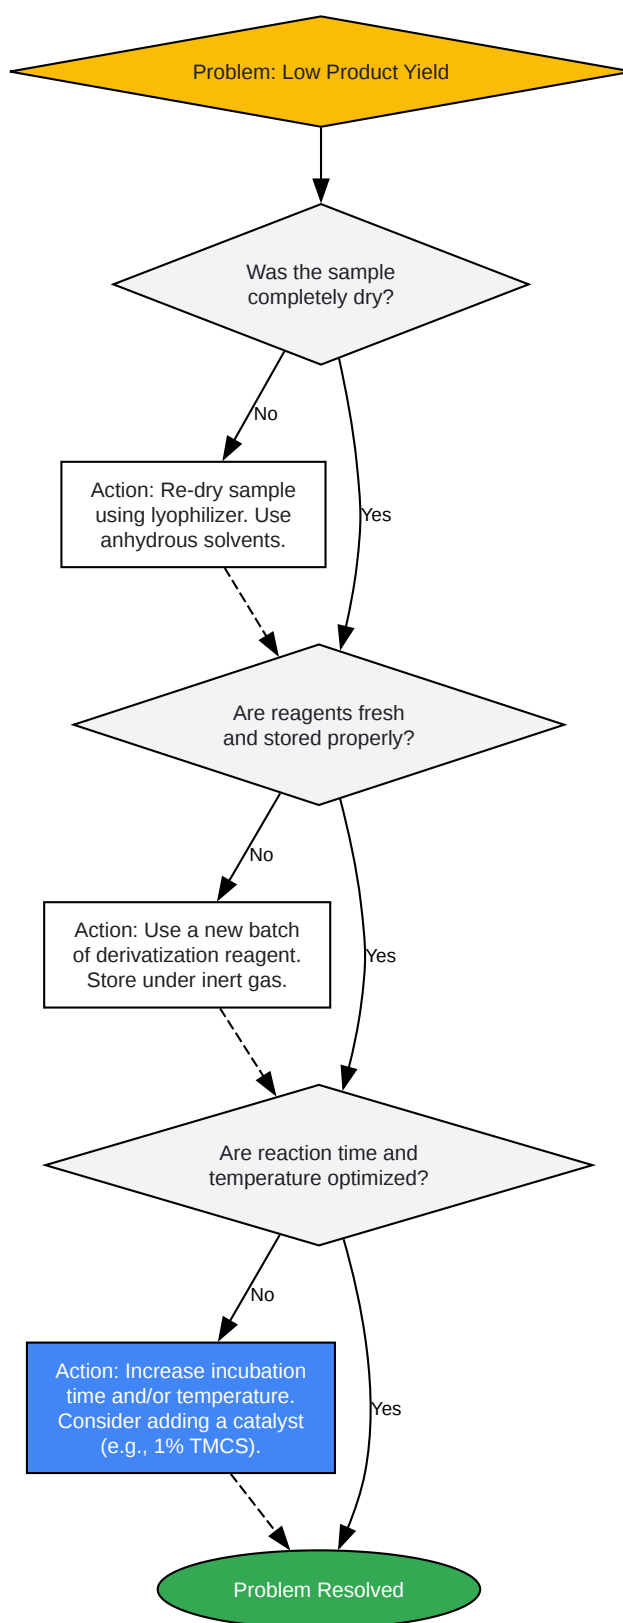 Problem: Low Product Yield
Was the sample
completely dry?
No
Action: Re-dry sample
using lyophilizer. Use
anhydrous solvents.
Yes
Are reagents fresh
and stored properly?
No
Action: Use a new batch
of derivatization reagent.
Store under inert gas.
Yes
Are reaction time and
temperature optimized?
No
Action: Increase incubation
time and/or temperature.
Consider adding a catalyst
(e.g., 1% TMCS).
Yes
Problem Resolved